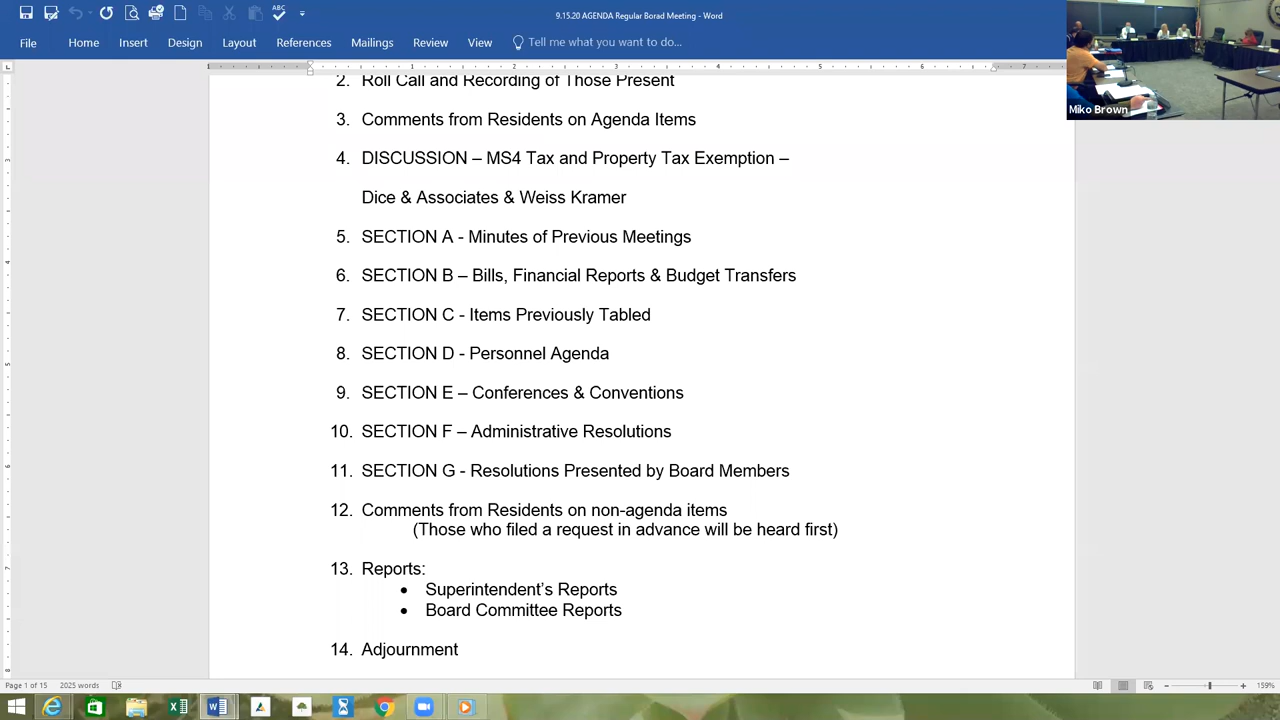 9.15.20 AGENDA Regular Borad Meeting - Word
File Home Insert Design Layout References Mailings Review View Tell me what you want to do...
2. Roll Call and Recording of Those Present
3. Comments from Residents on Agenda Items
4. DISCUSSION – MS4 Tax and Property Tax Exemption –
Dice & Associates & Weiss Kramer
5. SECTION A - Minutes of Previous Meetings
6. SECTION B – Bills, Financial Reports & Budget Transfers
7. SECTION C - Items Previously Tabled
8. SECTION D - Personnel Agenda
9. SECTION E – Conferences & Conventions
10. SECTION F – Administrative Resolutions
11. SECTION G - Resolutions Presented by Board Members
12. Comments from Residents on non-agenda items
(Those who filed a request in advance will be heard first)
13. Reports:
• Superintendent's Reports
• Board Committee Reports
14. Adjournment
Miko Brown
Page 1 of 15 2025 words 159%